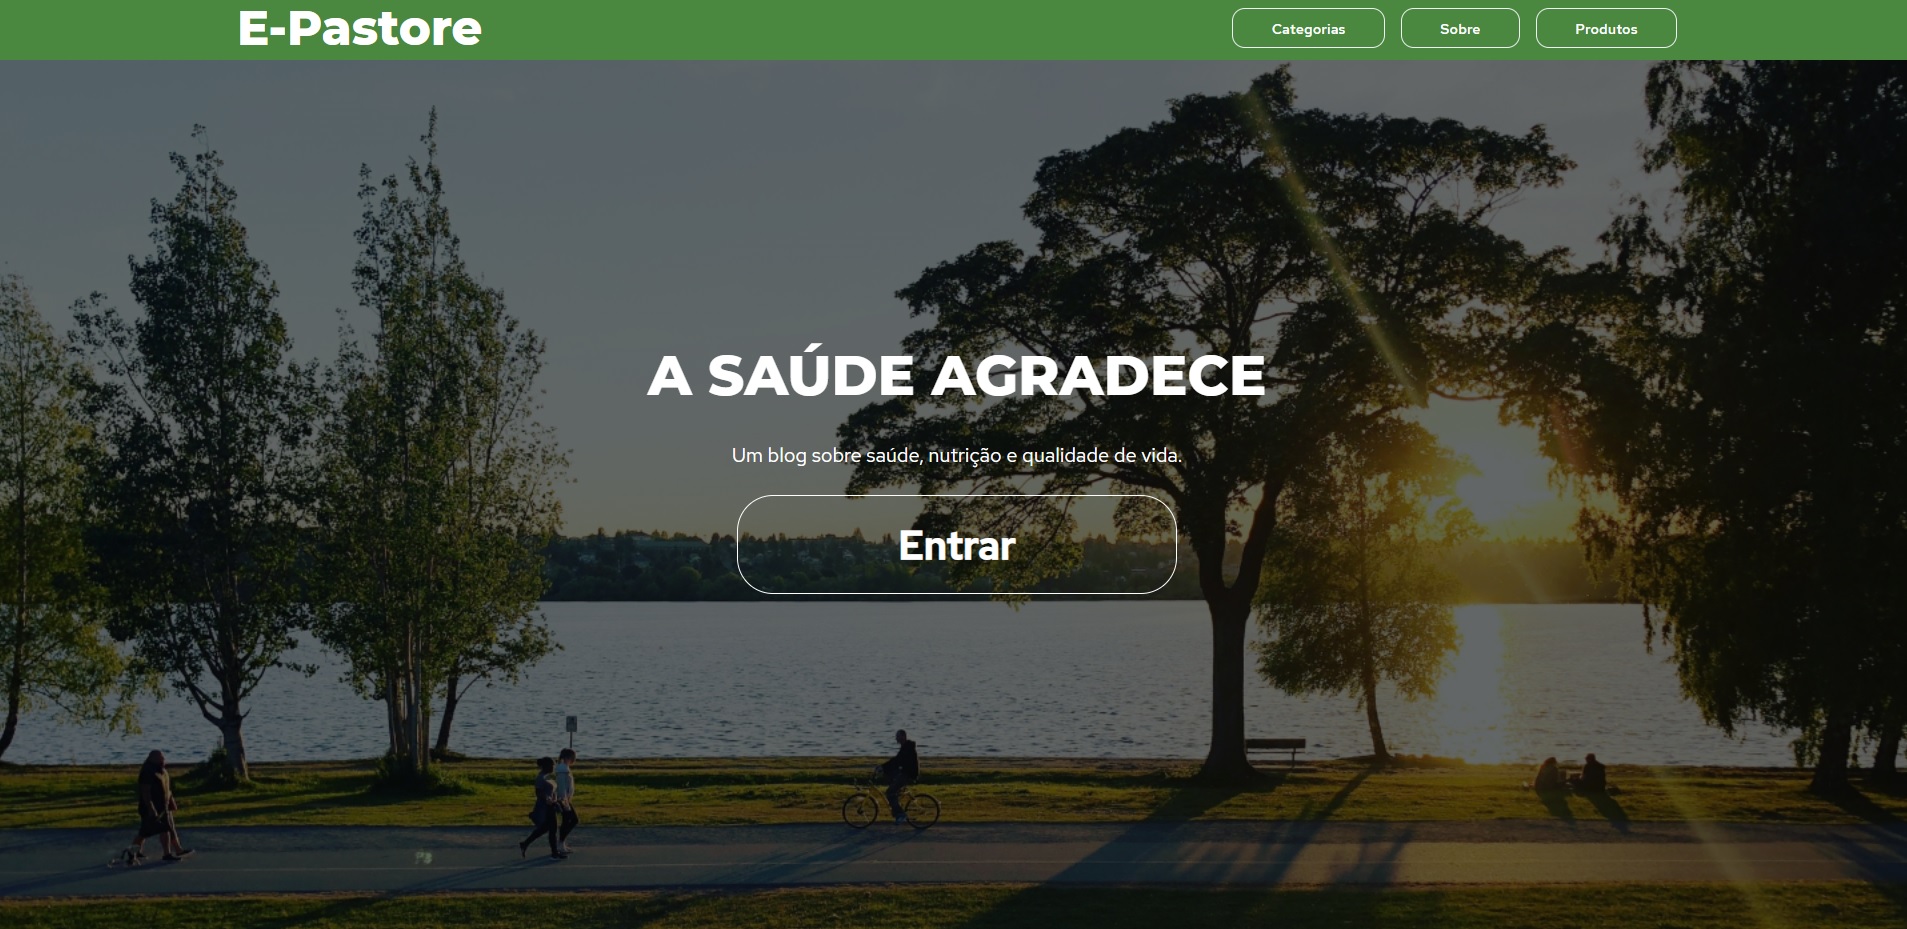 E-Pastore
Categorias
Sobre
Produtos
A SAÚDE AGRADECE
Um blog sobre saúde, nutrição e qualidade de vida.
Entrar